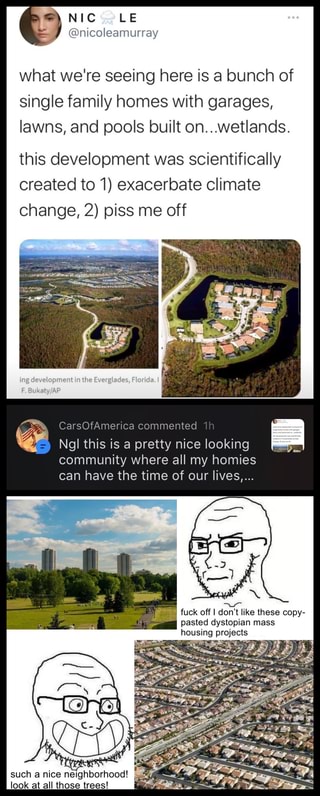 NIC LE
@nicoleamurray
what we're seeing here is a bunch of
single family homes with garages,
lawns, and pools built on...wetlands.
this development was scientifically
created to 1) exacerbate climate
change, 2) piss me off
ing development in the Everglades, Florida, I
F. Bukaty/AP
CarsOfAmerica commented 1h
Ngl this is a pretty nice looking
community where all my homies
can have the time of our lives,...
fuck off I don't like these copy-
pasted dystopian mass
housing projects
such a nice neighborhood!
look at all those trees!